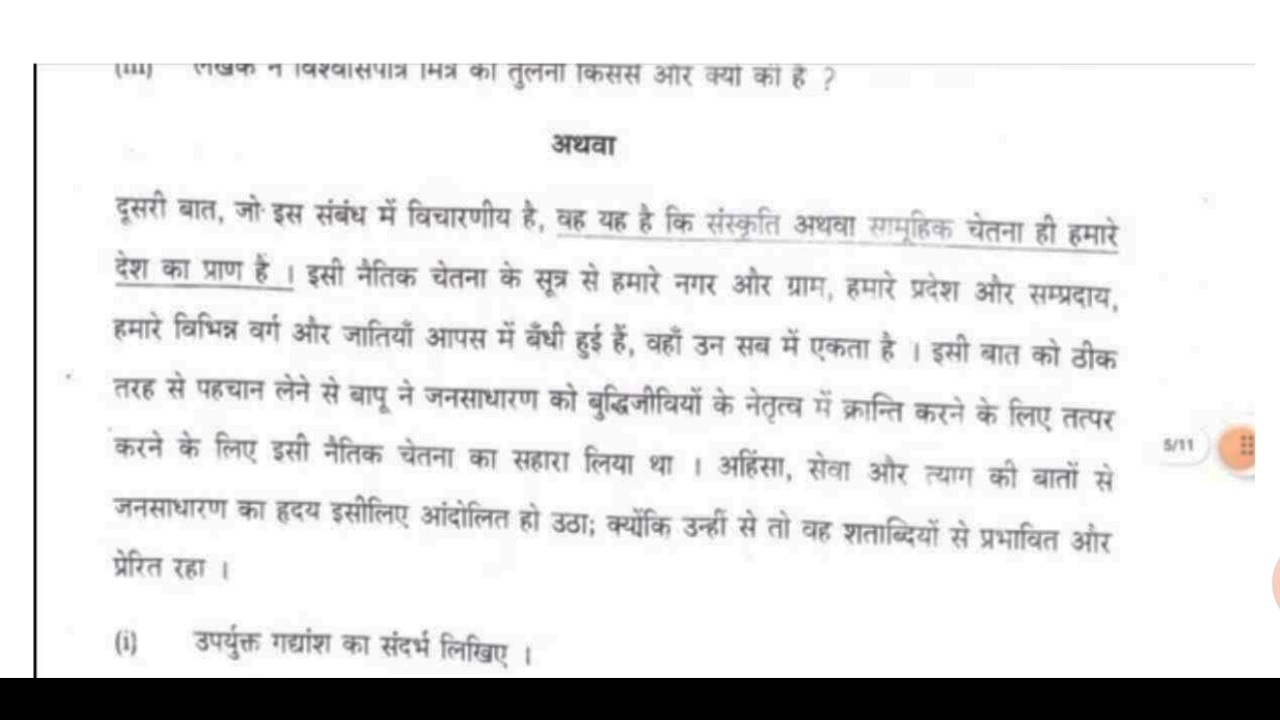 (iii) लेखक ने विश्वासपात्र मित्र की तुलना किससे और क्यों की है ?
अथवा
दूसरी बात, जो इस संबंध में विचारणीय है, वह यह है कि संस्कृति अथवा सामूहिक चेतना ही हमारे
देश का प्राण है । इसी नैतिक चेतना के सूत्र से हमारे नगर और ग्राम, हमारे प्रदेश और सम्प्रदाय,
हमारे विभिन्न वर्ग और जातियाँ आपस में बँधी हुई हैं, वहाँ उन सब में एकता है । इसी बात को ठीक
तरह से पहचान लेने से बापू ने जनसाधारण को बुद्धिजीवियों के नेतृत्व में क्रान्ति करने के लिए तत्पर
करने के लिए इसी नैतिक चेतना का सहारा लिया था । अहिंसा, सेवा और त्याग की बातों से
जनसाधारण का हृदय इसीलिए आंदोलित हो उठा; क्योंकि उन्हीं से तो वह शताब्दियों से प्रभावित और
प्रेरित रहा ।
5/11
(i) उपर्युक्त गद्यांश का संदर्भ लिखिए ।